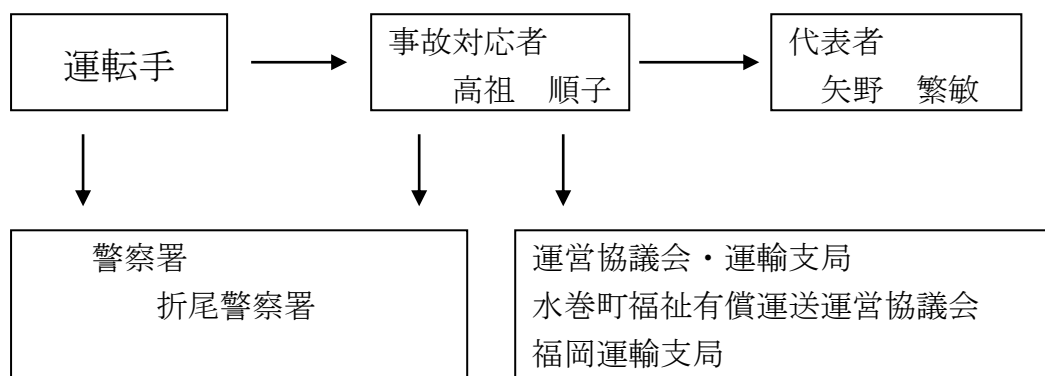 運転手
事故対応者
高祖　順子
代表者
矢野　繁敏
警察署
折尾警察署
運営協議会・運輸支局
水巻町福祉有償運送運営協議会
福岡運輸支局